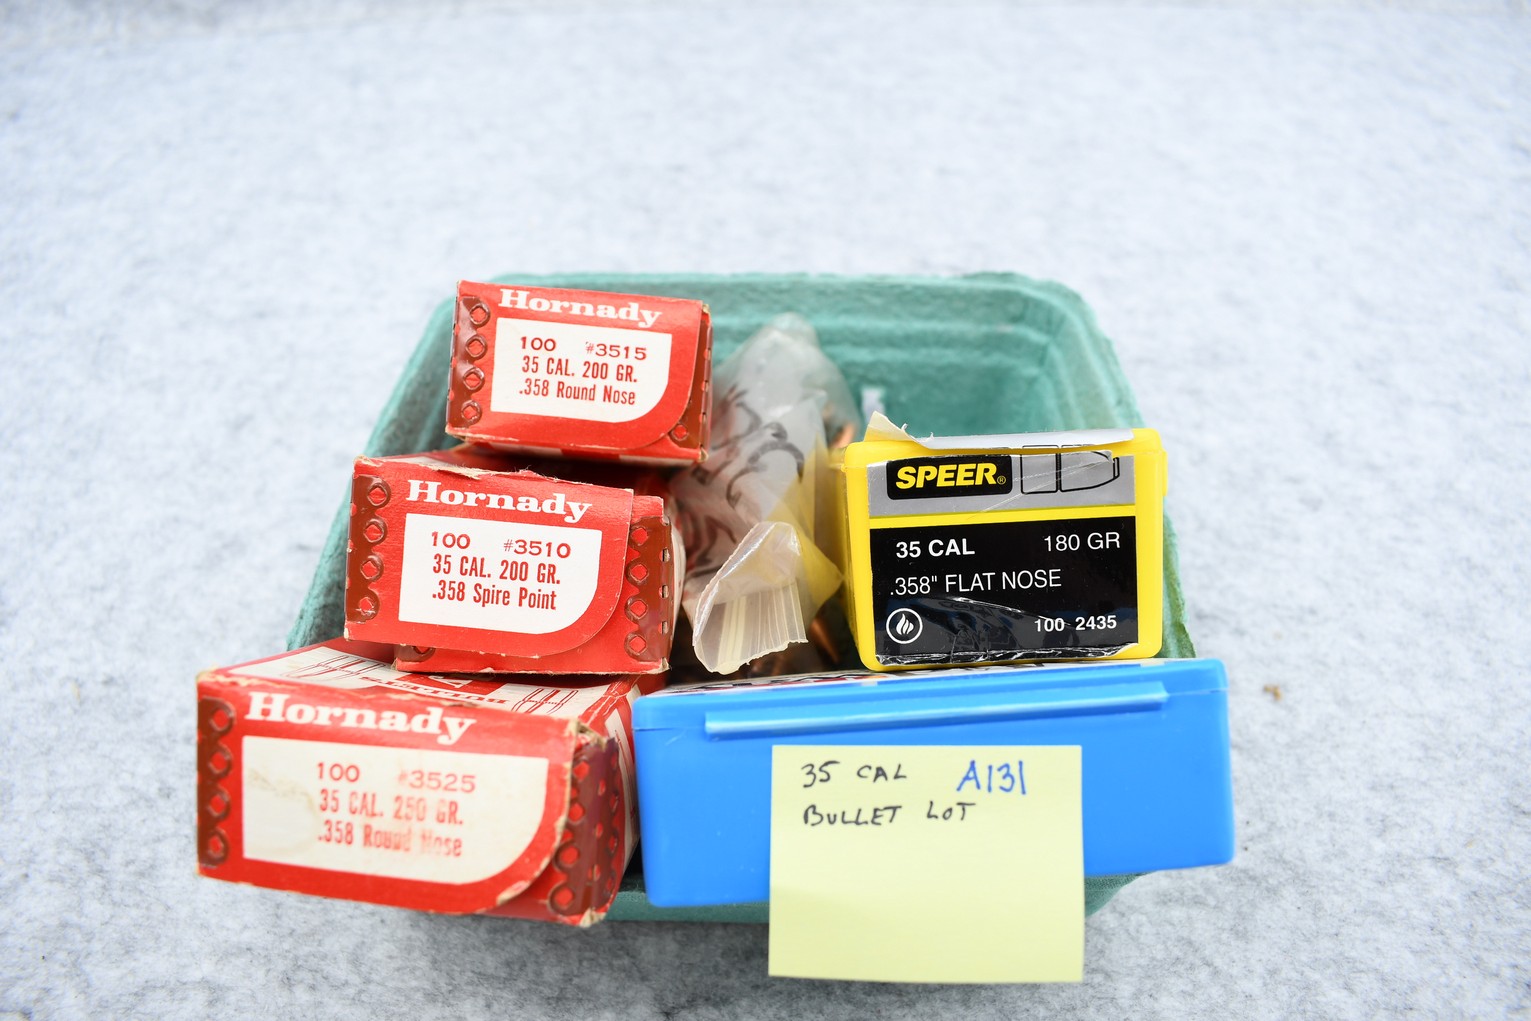 Hornady
100 #3515
35 CAL. 200 GR.
.358 Round Nose
Hornady
100 #3510
35 CAL. 200 GR.
.358 Spire Point
Hornady
100 #3525
35 CAL. 250 GR.
.358 Round Nose
SPEER®
35 CAL 180 GR
.358" FLAT NOSE
100 2435
35 CAL A131
BULLET LOT